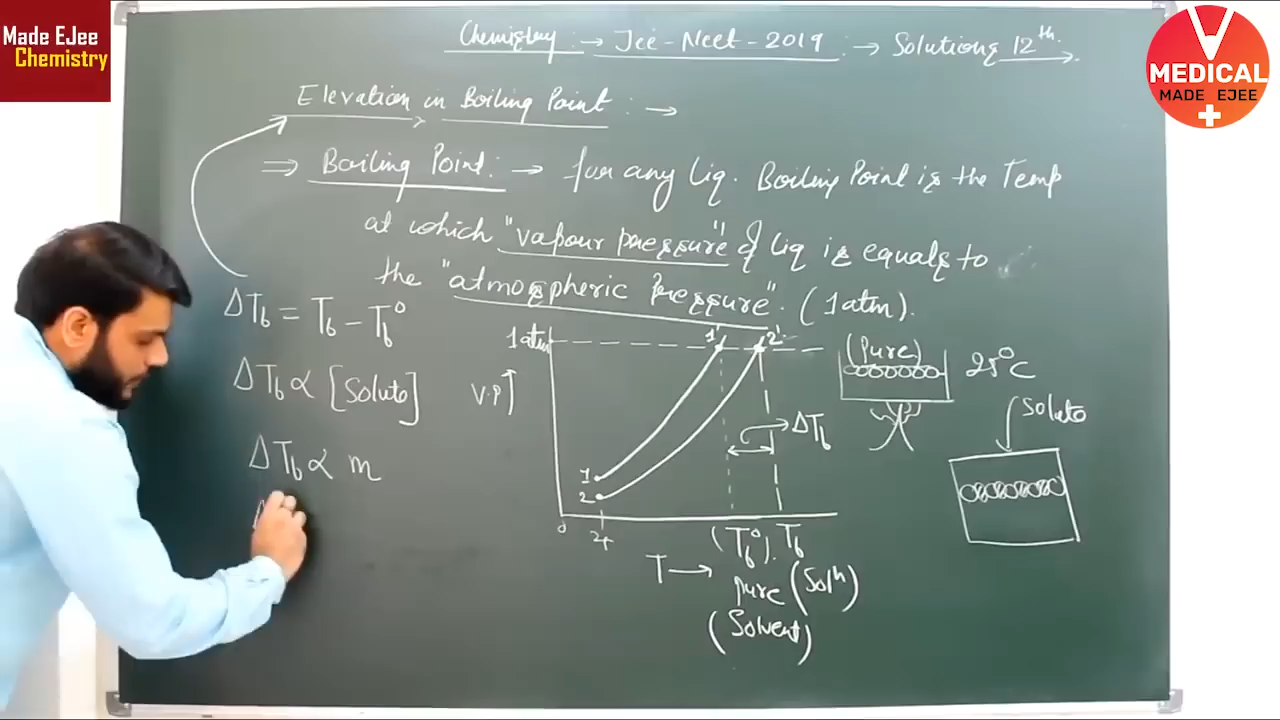 Made EJee
Chemistry
Chemistry :→ Jee-Neet-2019 :→ Solutions 12th.
MEDICAL
MADE EJEE
Elevation in Boiling Point : →
⇒ Boiling Point: → for any liq. Boiling Point is the Temp
at which "vapour pressure" of liq is equals to
the "atmospheric pressure". (1atm).
ΔTb = Tb - Tb°
ΔTb ∝ [Solute]
ΔTb ∝ m
1atm
V.P↑
1' 2'
1
2
ΔTb
0
T →
(Tb°). Tb
pure (Solⁿ)
(Solvent)
(pure)
25°C
Solute